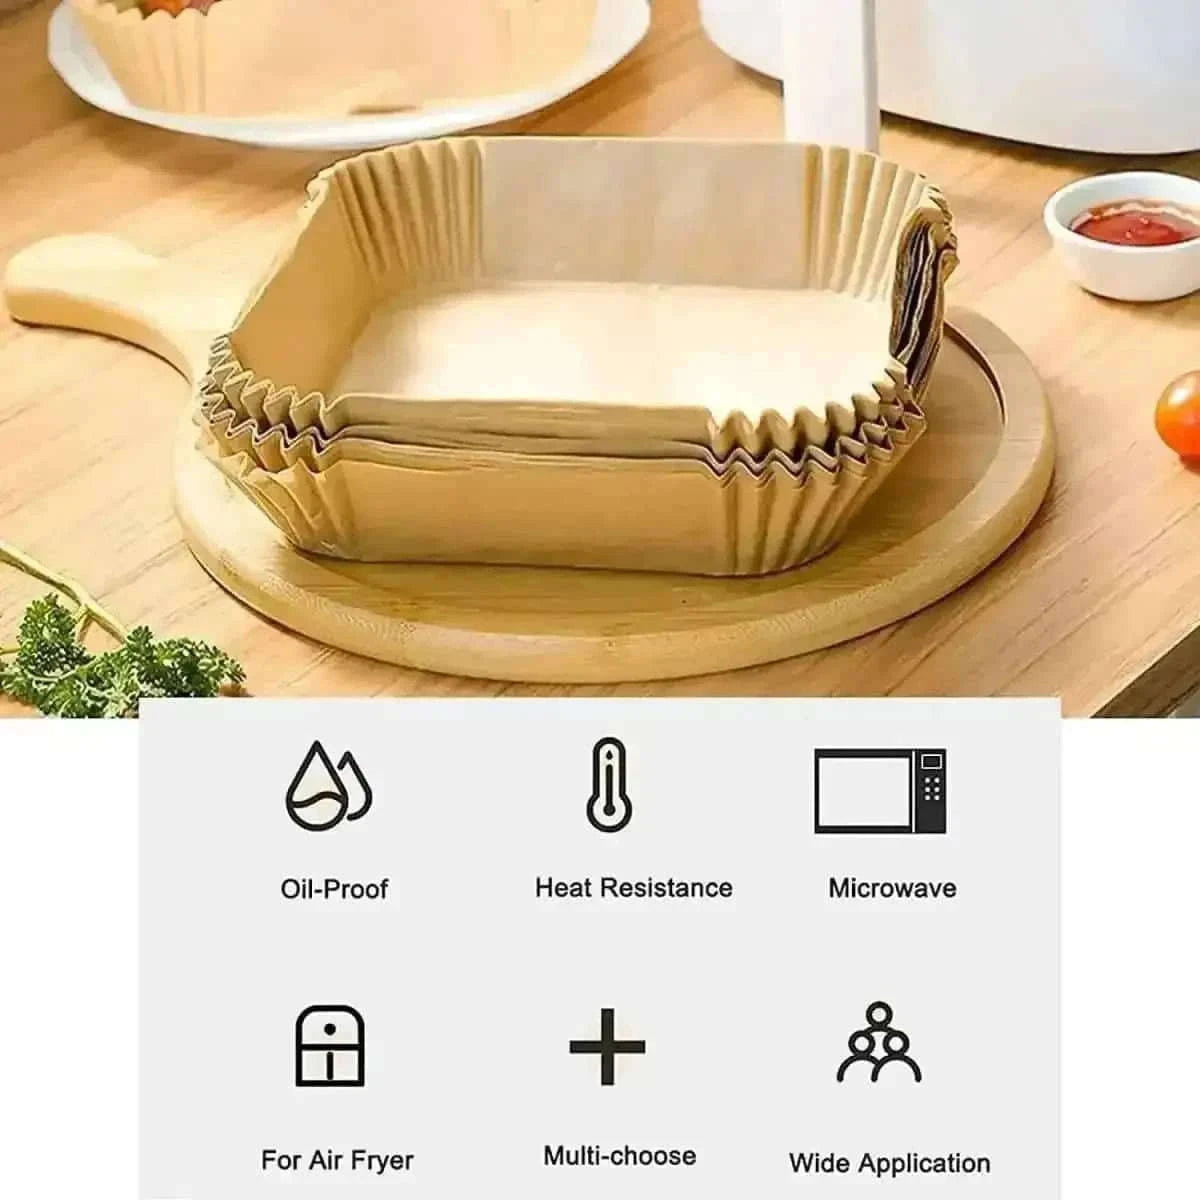 Oil-Proof
Heat Resistance
Microwave
For Air Fryer
Multi-choose
Wide Application